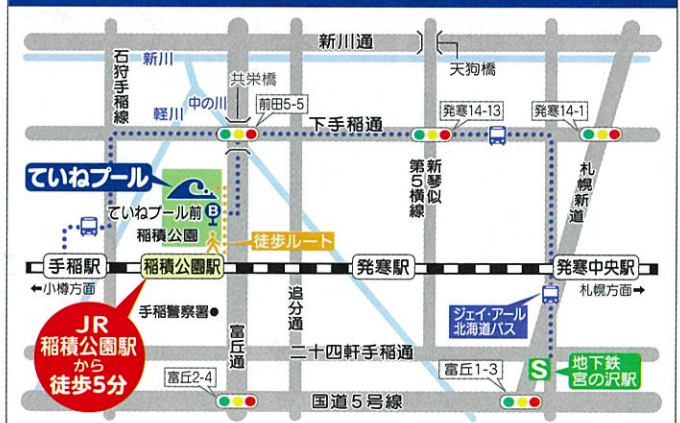 新川通
石狩手稲線
新川
共栄橋
天狗橋
中の川
軽川
前田5-5
下手稲通
発寒14-13
発寒14-1
ていねプール
ていねプール前
B
稲積公園
徒歩ルート
新琴似
第5横線
札幌新道
手稲駅
稲積公園駅
発寒駅
発寒中央駅
←小樽方面
札幌方面→
JR
稲積公園駅
から
徒歩5分
手稲警察署
富丘通
追分通
ジェイ・アール
北海道バス
二十四軒手稲通
富丘2-4
富丘1-3
S
地下鉄
宮の沢駅
国道5号線